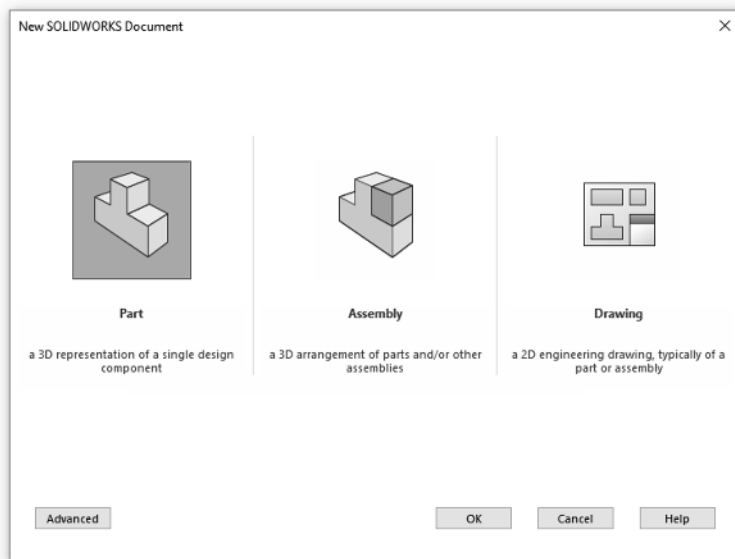 New SOLIDWORKS Document
Part
a 3D representation of a single design
component
Assembly
a 3D arrangement of parts and/or other
assemblies
Drawing
a 2D engineering drawing, typically of a
part or assembly
Advanced
OK
Cancel
Help